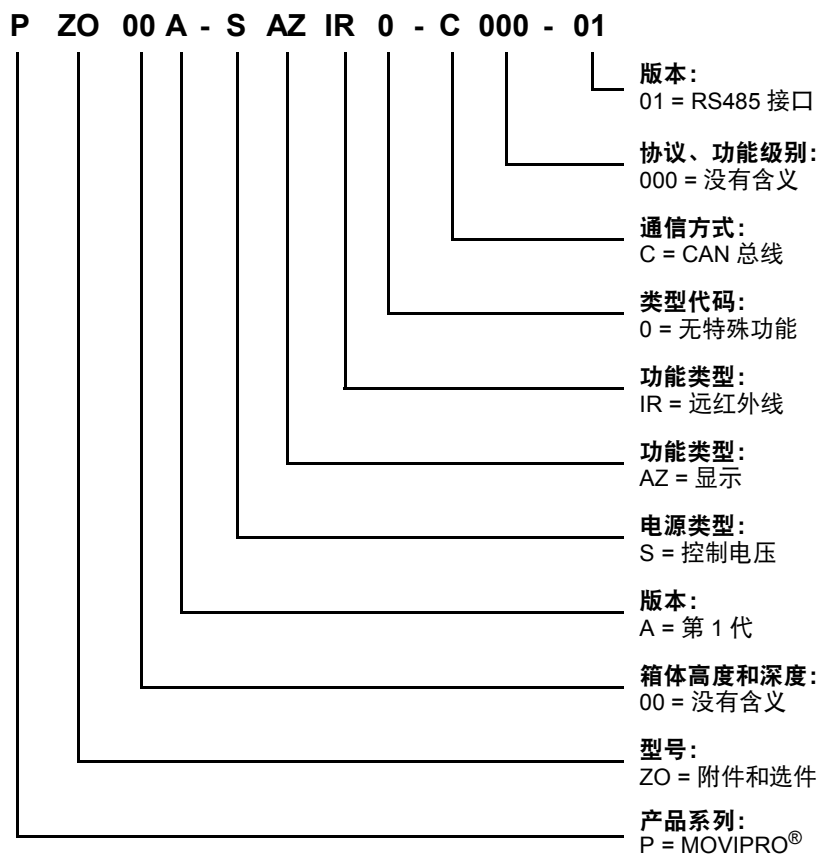 P ZO 00 A - S AZ IR 0 - C 000 - 01
版本：
01 = RS485 接口
协议、功能级别：
000 = 没有含义
通信方式：
C = CAN 总线
类型代码：
0 = 无特殊功能
功能类型：
IR = 远红外线
功能类型：
AZ = 显示
电源类型：
S = 控制电压
版本：
A = 第 1 代
箱体高度和深度：
00 = 没有含义
型号：
ZO = 附件和选件
产品系列：
P = MOVIPRO®